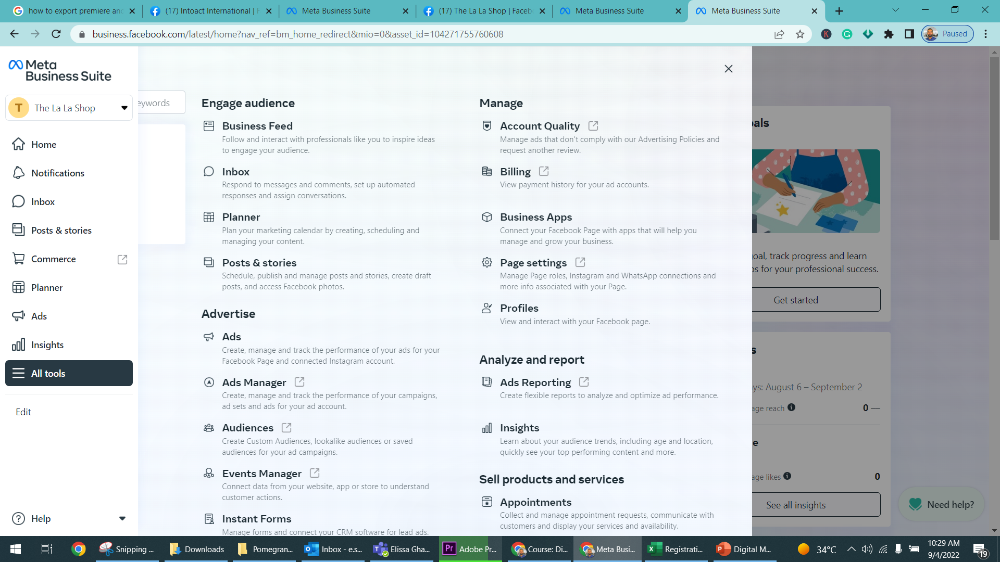 how to export premiere and
(17) Intoact International | F
Meta Business Suite
(17) The La La Shop | Facebo
Meta Business Suite
Meta Business Suite
business.facebook.com/latest/home?nav_ref=bm_home_redirect&mio=0&asset_id=104271755760608
K
G
Paused
Meta
Business Suite
T
The La La Shop
eywords
Home
Notifications
Inbox
Posts & stories
Commerce
Planner
Ads
Insights
All tools
Edit
Help
Engage audience
Business Feed
Follow and interact with professionals like you to inspire ideas
to engage your audience.
Inbox
Respond to messages and comments, set up automated
responses and assign conversations.
Planner
Plan your marketing calendar by creating, scheduling and
managing your content.
Posts & stories
Schedule, publish and manage posts and stories, create draft
posts, and access Facebook photos.
Advertise
Ads
Create, manage and track the performance of your ads for your
Facebook Page and connected Instagram account.
Ads Manager
Create, manage and track the performance of your campaigns,
ad sets and ads for your ad account.
Audiences
Create Custom Audiences, lookalike audiences or saved
audiences for your ad campaigns.
Events Manager
Connect data from your website, app or store to understand
customer actions.
Instant Forms
Manage forms and connect your CRM software for lead ads.
Manage
Account Quality
Manage ads that don't comply with our Advertising Policies and
request another review.
Billing
View payment history for your ad accounts.
Business Apps
Connect your Facebook Page with apps that will help you
manage and grow your business.
Page settings
Manage Page roles, Instagram and WhatsApp connections and
more info associated with your Page.
Profiles
View and interact with your Facebook page.
Analyze and report
Ads Reporting
Create flexible reports to analyze and optimize ad performance.
Insights
Learn about your audience trends, including age and location,
quickly see your top performing content and more.
Sell products and services
Appointments
Collect and manage appointment requests, communicate with
customers and display your services and availability.
als
oal, track progress and learn
s for your professional success.
Get started
s
ys: August 6 – September 2
age reach 0 —
e
age likes 0
See all insights
Need help?
Snipping ...
Downloads
Pomegran...
Inbox - e.s...
Elissa Gha...
Pr Adobe Pr...
Course: Di...
Meta Busi...
Registrati...
Digital M...
34°C
10:29 AM
9/4/2022
19